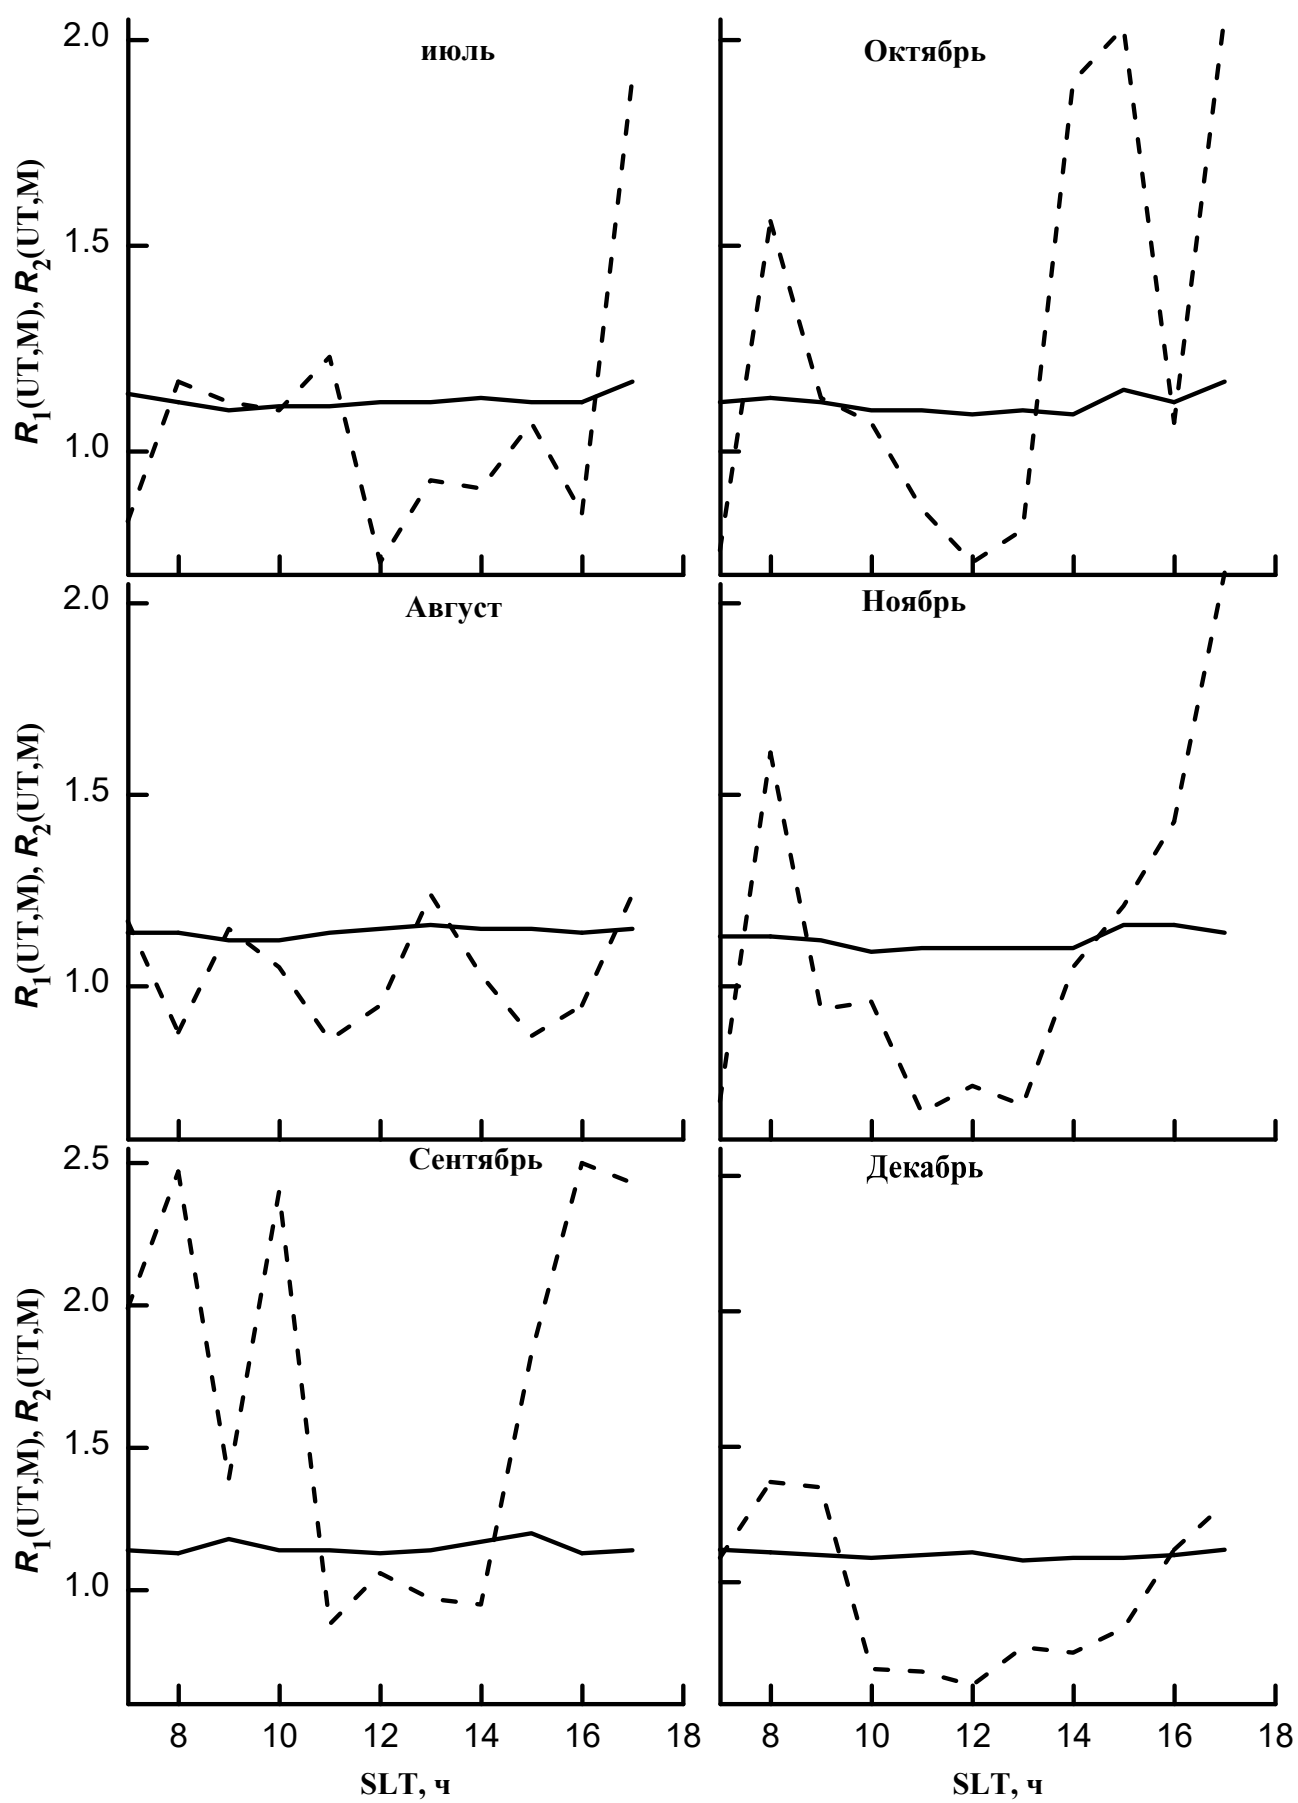 июль
Октябрь
2.0
1.5
1.0
R1(UT,M), R2(UT,M)
Август
Ноябрь
2.0
1.5
1.0
R1(UT,M), R2(UT,M)
Сентябрь
Декабрь
2.5
2.0
1.5
1.0
R1(UT,M), R2(UT,M)
8 10 12 14 16 18
8 10 12 14 16 18
SLT, ч
SLT, ч